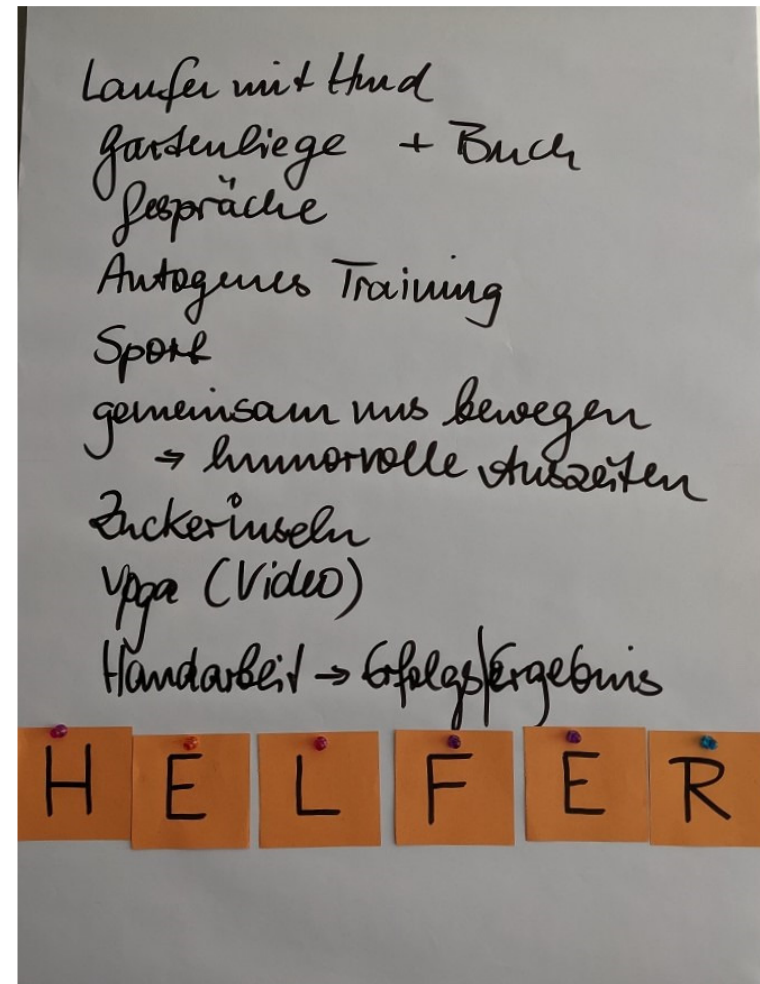 Laufen mit Hund
Gartenliege + Buch
Gespräche
Autogenes Training
Sport
gemeinsam uns bewegen
→ humorvolle Auszeiten
Zuckerinseln
Yoga (Video)
Handarbeit → Erfolgs/Ergebnis
HELFER